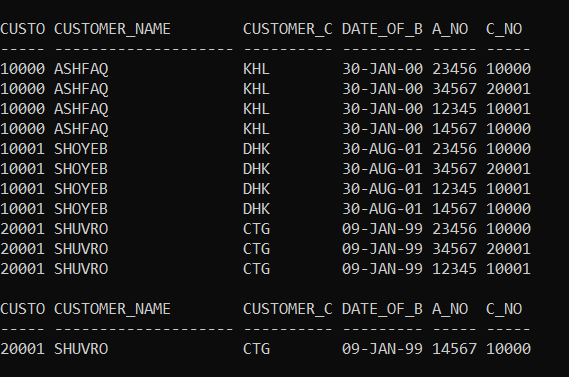 CUSTO CUSTOMER_NAME        CUSTOMER_C DATE_OF_B A_NO  C_NO
----- -------------------- ---------- --------- ----- -----
10000 ASHFAQ               KHL        30-JAN-00 23456 10000
10000 ASHFAQ               KHL        30-JAN-00 34567 20001
10000 ASHFAQ               KHL        30-JAN-00 12345 10001
10000 ASHFAQ               KHL        30-JAN-00 14567 10000
10001 SHOYEB               DHK        30-AUG-01 23456 10000
10001 SHOYEB               DHK        30-AUG-01 34567 20001
10001 SHOYEB               DHK        30-AUG-01 12345 10001
10001 SHOYEB               DHK        30-AUG-01 14567 10000
20001 SHUVRO               CTG        09-JAN-99 23456 10000
20001 SHUVRO               CTG        09-JAN-99 34567 20001
20001 SHUVRO               CTG        09-JAN-99 12345 10001

CUSTO CUSTOMER_NAME        CUSTOMER_C DATE_OF_B A_NO  C_NO
----- -------------------- ---------- --------- ----- -----
20001 SHUVRO               CTG        09-JAN-99 14567 10000